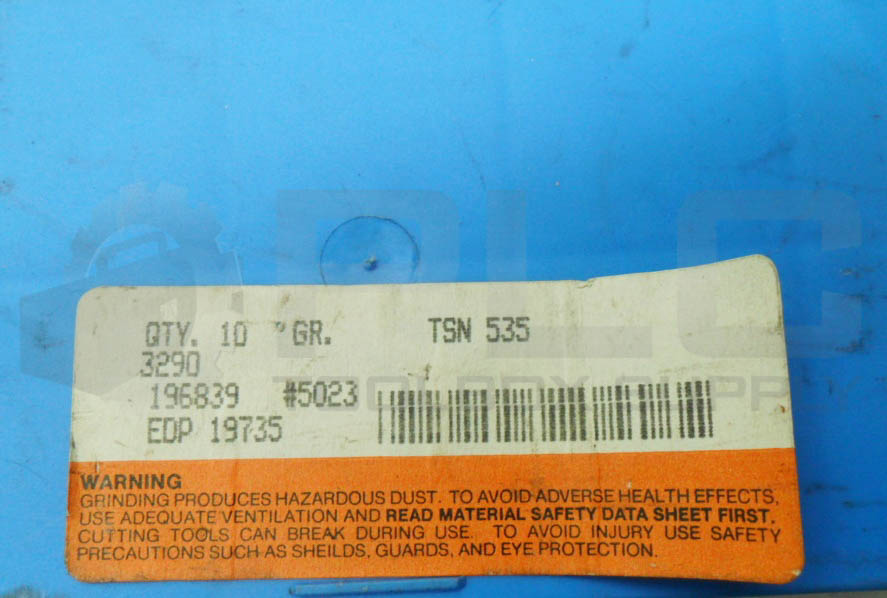 QTY. 10 GR. TSN 535
3290
196839 #5023
EDP 19735
WARNING
GRINDING PRODUCES HAZARDOUS DUST. TO AVOID ADVERSE HEALTH EFFECTS,
USE ADEQUATE VENTILATION AND READ MATERIAL SAFETY DATA SHEET FIRST.
CUTTING TOOLS CAN BREAK DURING USE. TO AVOID INJURY USE SAFETY
PRECAUTIONS SUCH AS SHEILDS, GUARDS, AND EYE PROTECTION.
PLC